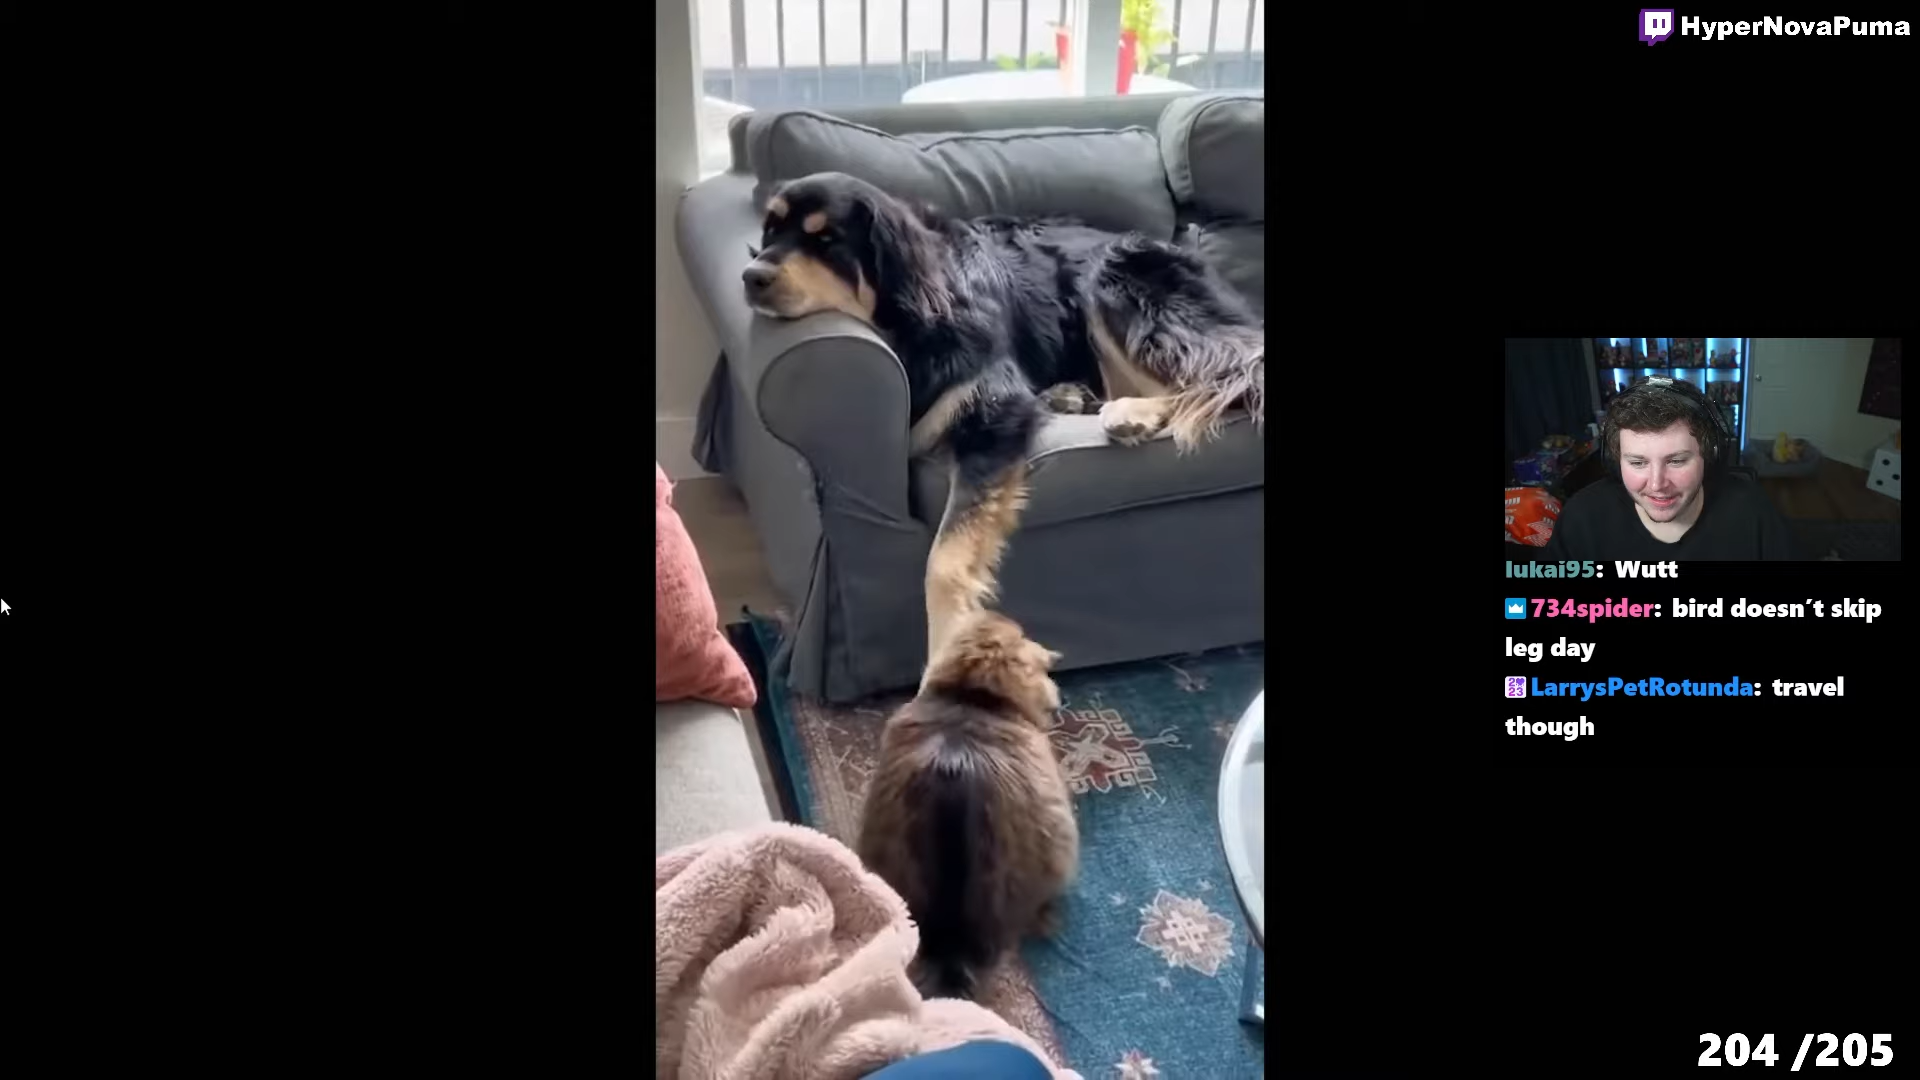 HyperNovaPuma
lukai95: Wutt
734spider: bird doesn´t skip
leg day
LarrysPetRotunda: travel
though
204 /205